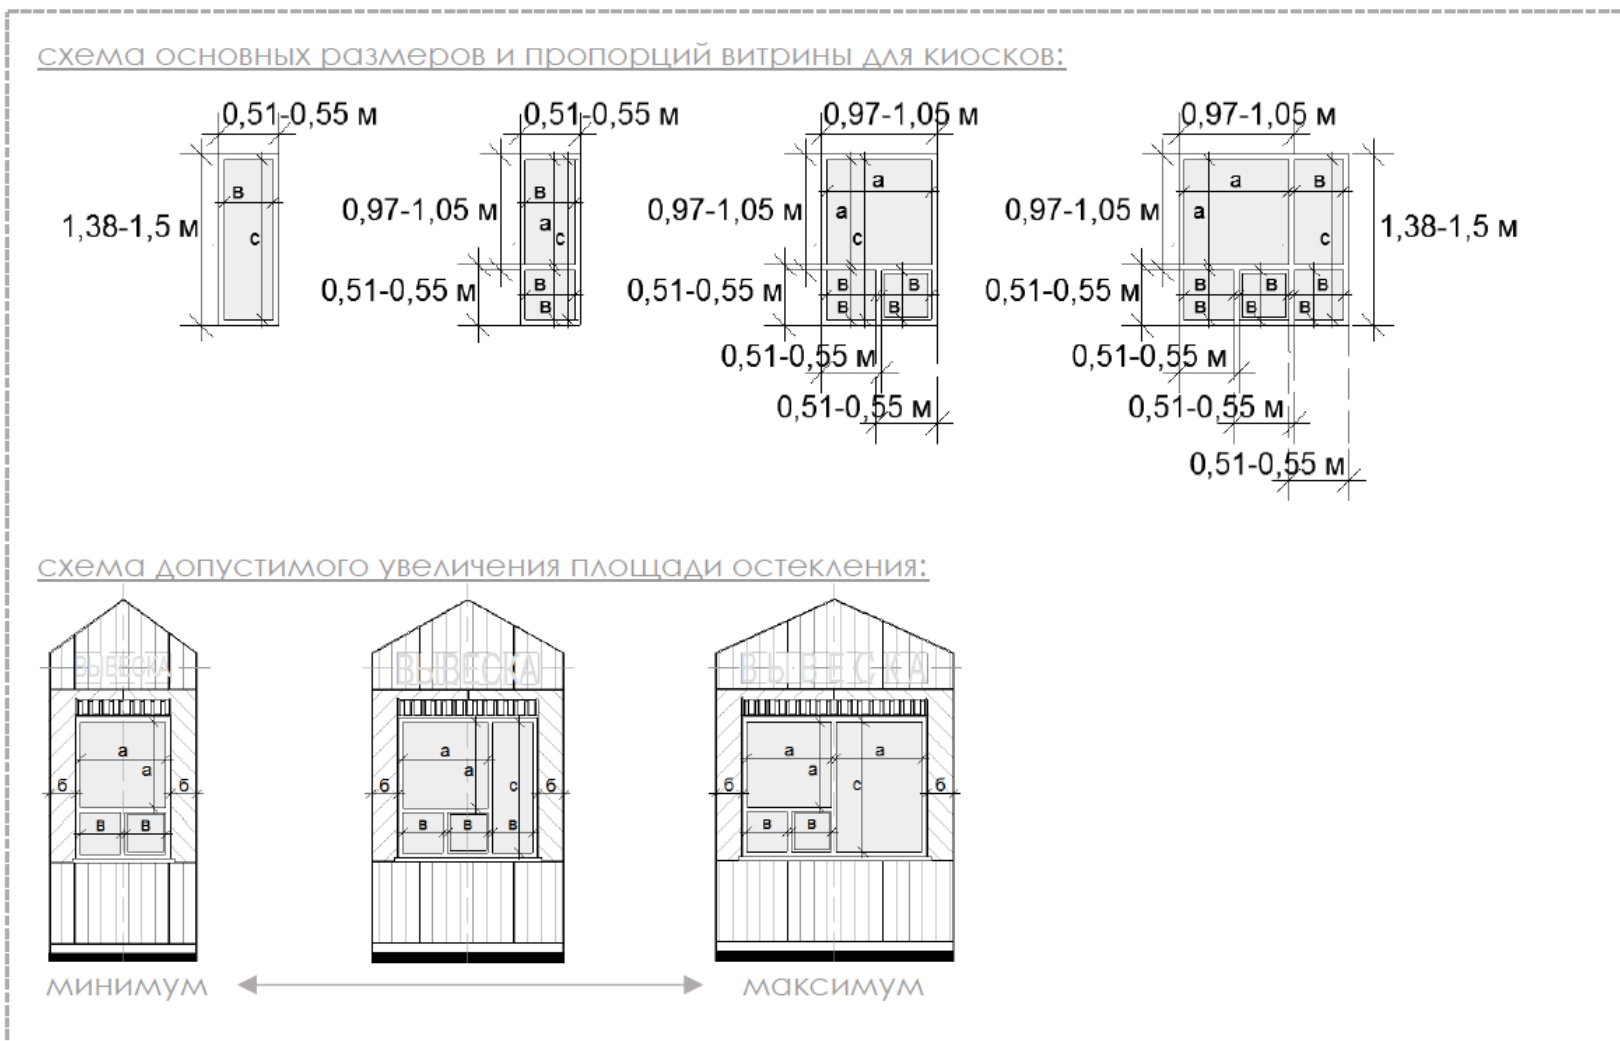 схема основных размеров и пропорций витрины для киосков:
0,51-0,55 м 0,51-0,55 м 0,97-1,05 м 0,97-1,05 м
в в а а в
1,38-1,5 м 0,97-1,05 м 0,97-1,05 м 0,97-1,05 м 1,38-1,5 м
с а с а с а с
0,51-0,55 м 0,51-0,55 м 0,51-0,55 м
в в в в в в
в в в в в в
0,51-0,55 м 0,51-0,55 м
0,51-0,55 м 0,51-0,55 м
0,51-0,55 м
схема допустимого увеличения площади остекления:
ВЫВЕСКА ВЫВЕСКА ВЫВЕСКА
а а а а
а а с а с
б б б б б б
в в в в в в в
минимум максимум